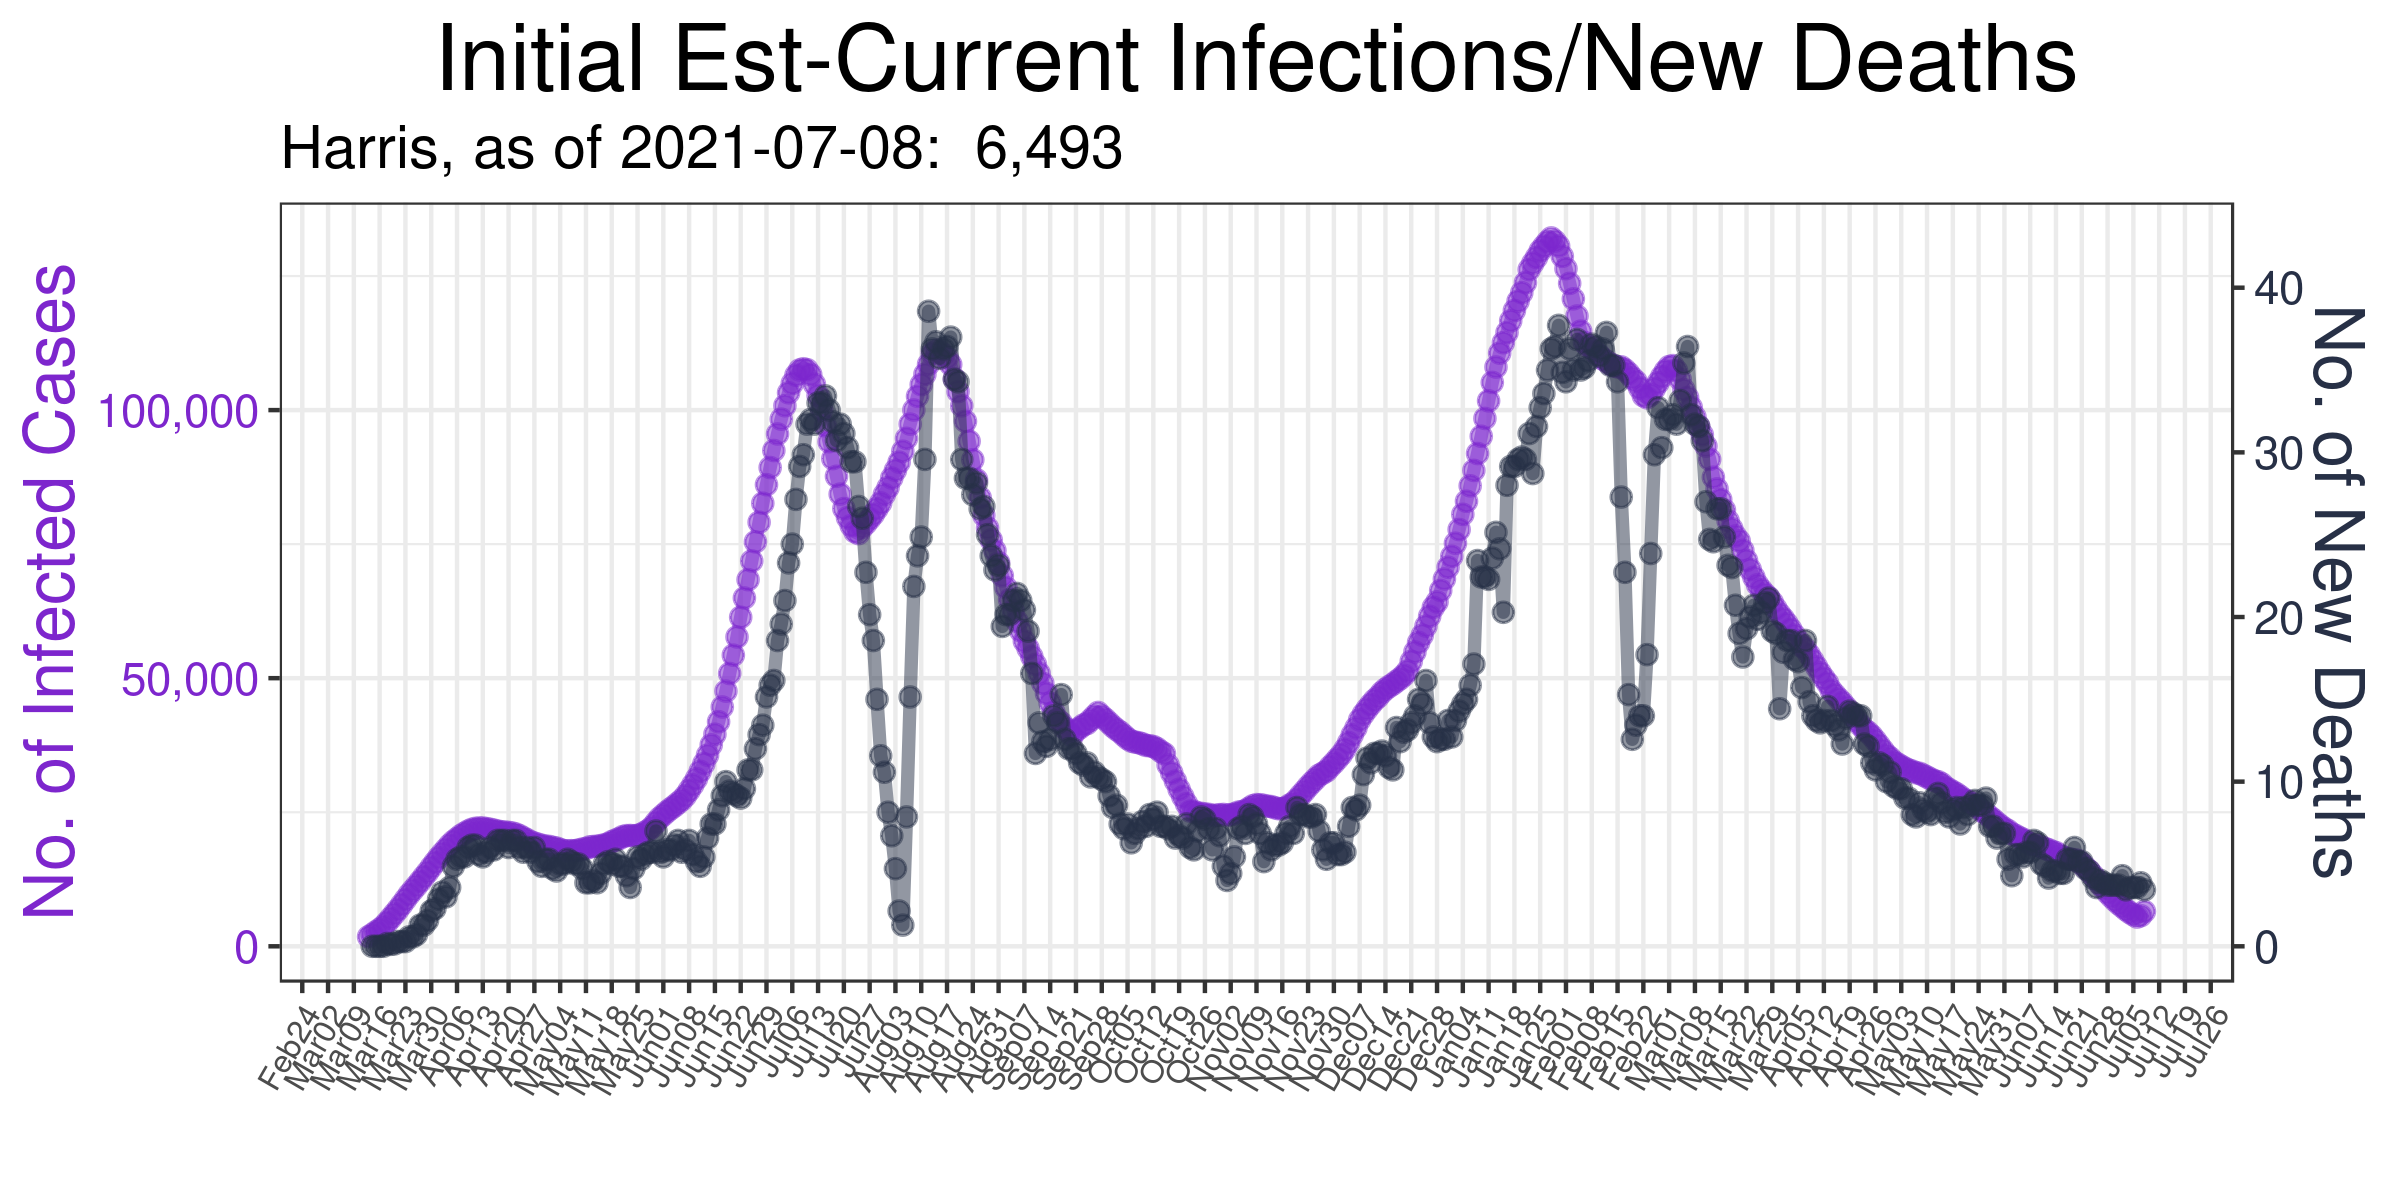 Initial Est-Current Infections/New Deaths
Harris, as of 2021-07-08:  6,493
No. of Infected Cases
100,000
50,000
0
40
30
20
10
0
No. of New Deaths
Feb24
Mar02
Mar09
Mar16
Mar23
Mar30
Apr06
Apr13
Apr20
Apr27
May04
May11
May18
May25
Jun01
Jun08
Jun15
Jun22
Jun29
Jul06
Jul13
Jul20
Jul27
Aug03
Aug10
Aug17
Aug24
Aug31
Sep07
Sep14
Sep21
Sep28
Oct05
Oct12
Oct19
Oct26
Nov02
Nov09
Nov16
Nov23
Nov30
Dec07
Dec14
Dec21
Dec28
Jan04
Jan11
Jan18
Jan25
Feb01
Feb08
Feb15
Feb22
Mar01
Mar08
Mar15
Mar22
Mar29
Apr05
Apr12
Apr19
Apr26
May03
May10
May17
May24
May31
Jun07
Jun14
Jun21
Jun28
Jul05
Jul12
Jul19
Jul26